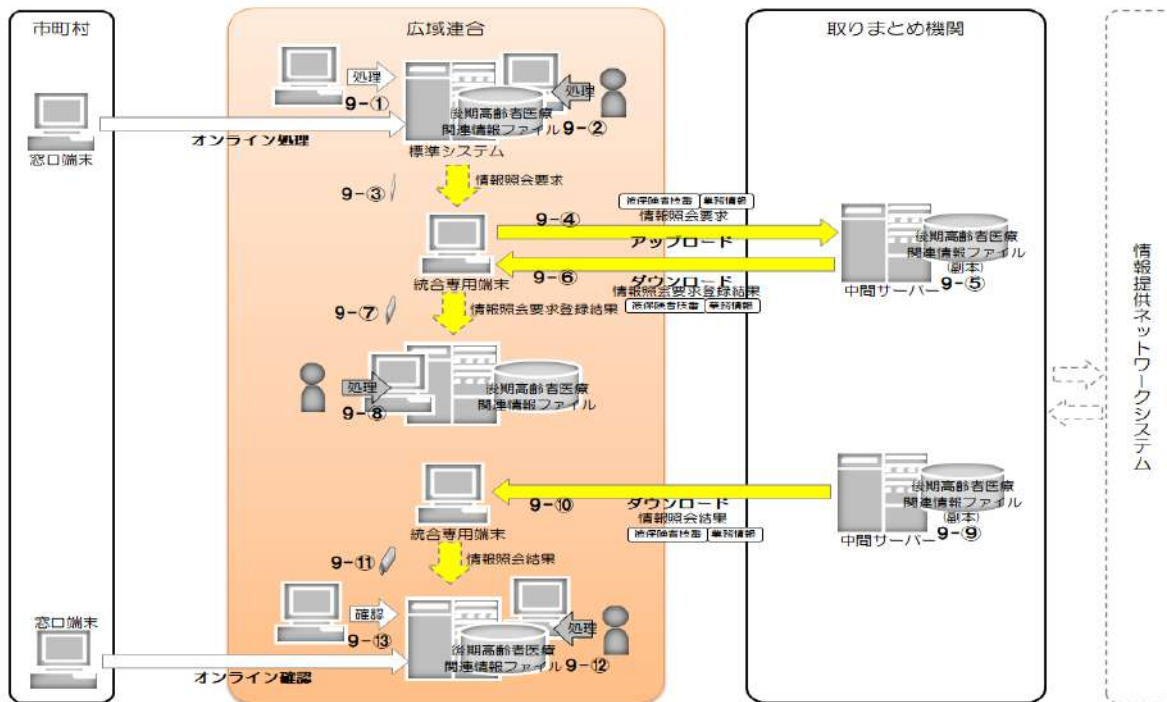 市町村
広域連合
取りまとめ機関
処理
9-①
処理
後期高齢者医療
関連情報ファイル 9-②
オンライン処理
標準システム
窓口端末
9-③
情報照会要求
被保険者枝番 業務情報
9-④
情報照会要求
アップロード
後期高齢者医療
関連情報ファイル
(副本)
9-⑤
中間サーバー
9-⑥
ダウンロード
情報照会要求登録結果
被保険者枝番 業務情報
統合専用端末
9-⑦
情報照会要求登録結果
処理
9-⑧
後期高齢者医療
関連情報ファイル
情報提供ネットワークシステム
9-⑩
ダウンロード
情報照会結果
被保険者枝番 業務情報
後期高齢者医療
関連情報ファイル
(副本)
9-⑨
中間サーバー
統合専用端末
9-⑪
情報照会結果
確認
9-⑬
処理
後期高齢者医療
関連情報ファイル 9-⑫
窓口端末
オンライン確認